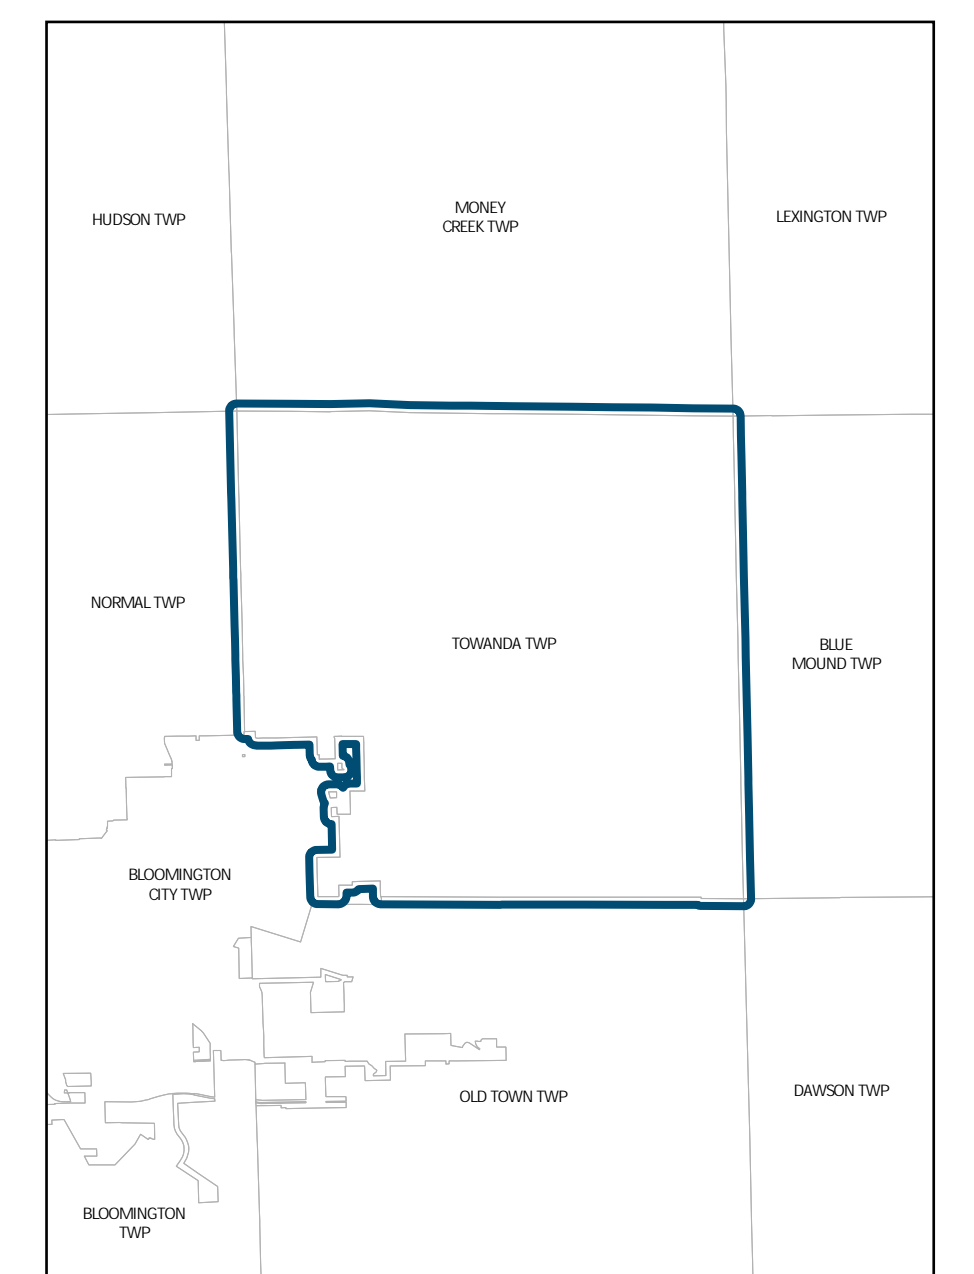 HUDSON TWP
MONEY
CREEK TWP
LEXINGTON TWP
NORMAL TWP
TOWANDA TWP
BLUE
MOUND TWP
BLOOMINGTON
CITY TWP
OLD TOWN TWP
DAWSON TWP
BLOOMINGTON
TWP